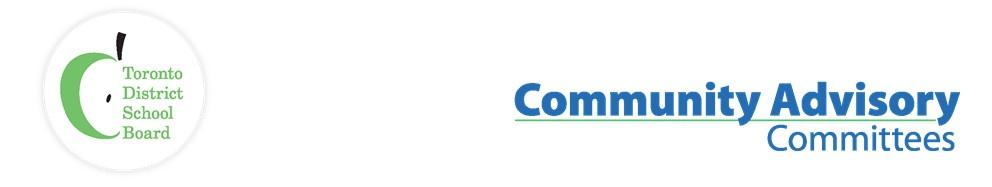 Toronto
District
School
Board
Community Advisory
Committees